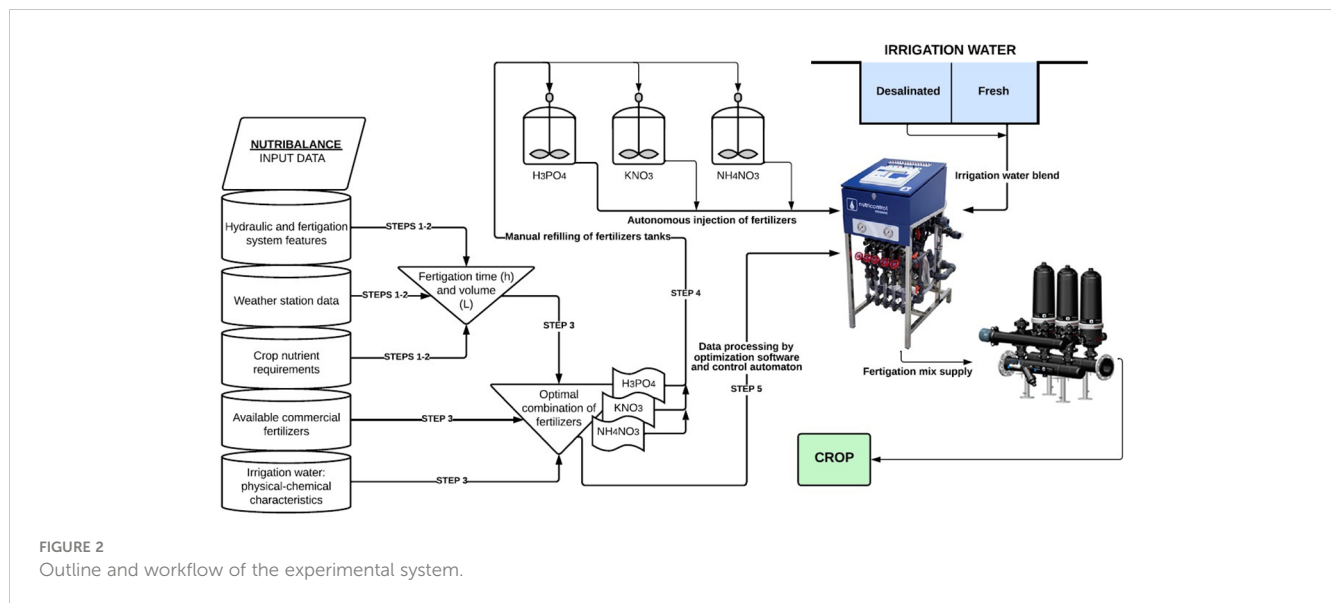 IRRIGATION WATER
Desalinated
Fresh
Irrigation water blend
NUTRIBALANCE
INPUT DATA
Hydraulic and fertigation
system features
Weather station data
Crop nutrient
requirements
Available commercial
fertilizers
Irrigation water:
physical-chemical
characteristics
STEPS 1-2
STEPS 1-2
STEPS 1-2
STEP 3
STEP 3
Fertigation time (h)
and volume
(L)
STEP 3
Optimal
combination of
fertilizers
H3PO4
KNO3
NH4NO3
H3PO4
KNO3
NH4NO3
Autonomous injection of fertilizers
Manual refilling of fertilizers tanks
STEP 4
Data processing by
optimization software
and control automaton
STEP 5
nutricontrol
Fertigation mix supply
CROP
FIGURE 2
Outline and workflow of the experimental system.